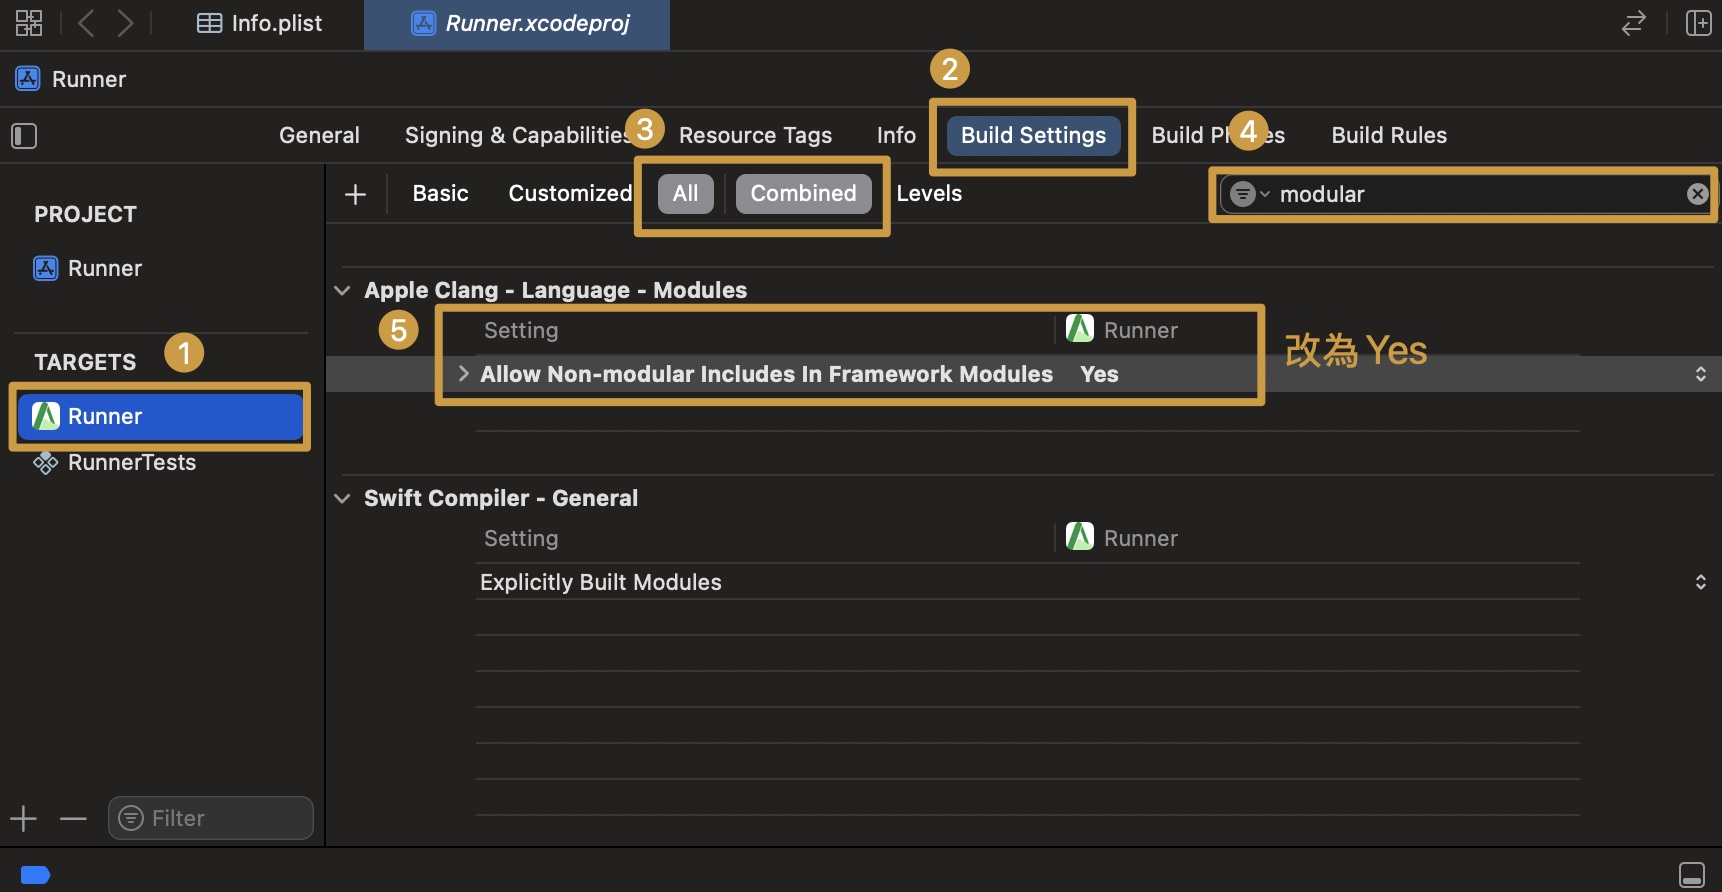 Info.plist
Runner.xcodeproj
Runner
2
General
Signing & Capabilities
3
Resource Tags
Info
Build Settings
Build Ph
4
es
Build Rules
Basic
Customized
All
Combined
Levels
modular
PROJECT
Runner
TARGETS
1
Runner
RunnerTests
Apple Clang - Language - Modules
5
Setting
Runner
Allow Non-modular Includes In Framework Modules
Yes
改為 Yes
Swift Compiler - General
Setting
Runner
Explicitly Built Modules
Filter